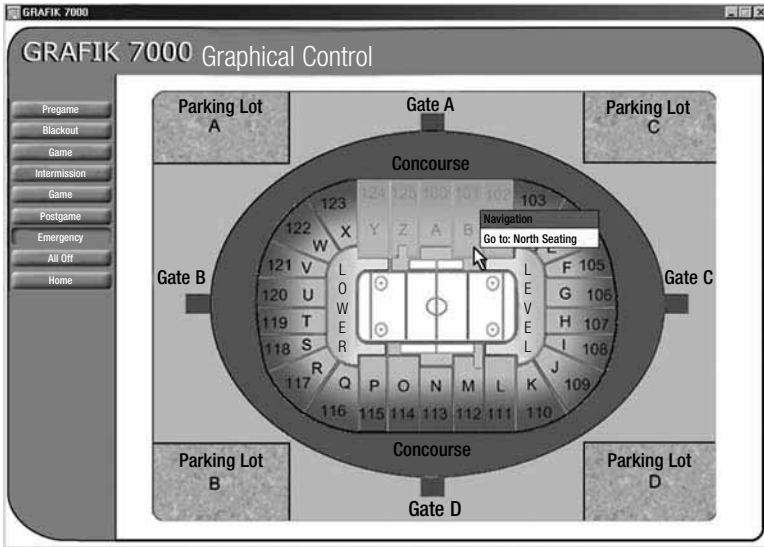 GRAFIK 7000
GRAFIK 7000 Graphical Control
Pregame
Blackout
Game
Intermission
Game
Postgame
Emergency
All Off
Home
Parking Lot
A
Gate A
Parking Lot
C
Concourse
123 124 125 100 101 102 103
X Y Z A B
Navigation
Go to: North Seating
122 W
121 V F 105
Gate B
Gate C
120 U G 106
119 T H 107
118 S I 108
117 R J 109
LOWER
LEVEL
Q P O N M L K
116 115 114 113 112 111 110
Concourse
Parking Lot
B
Gate D
Parking Lot
D